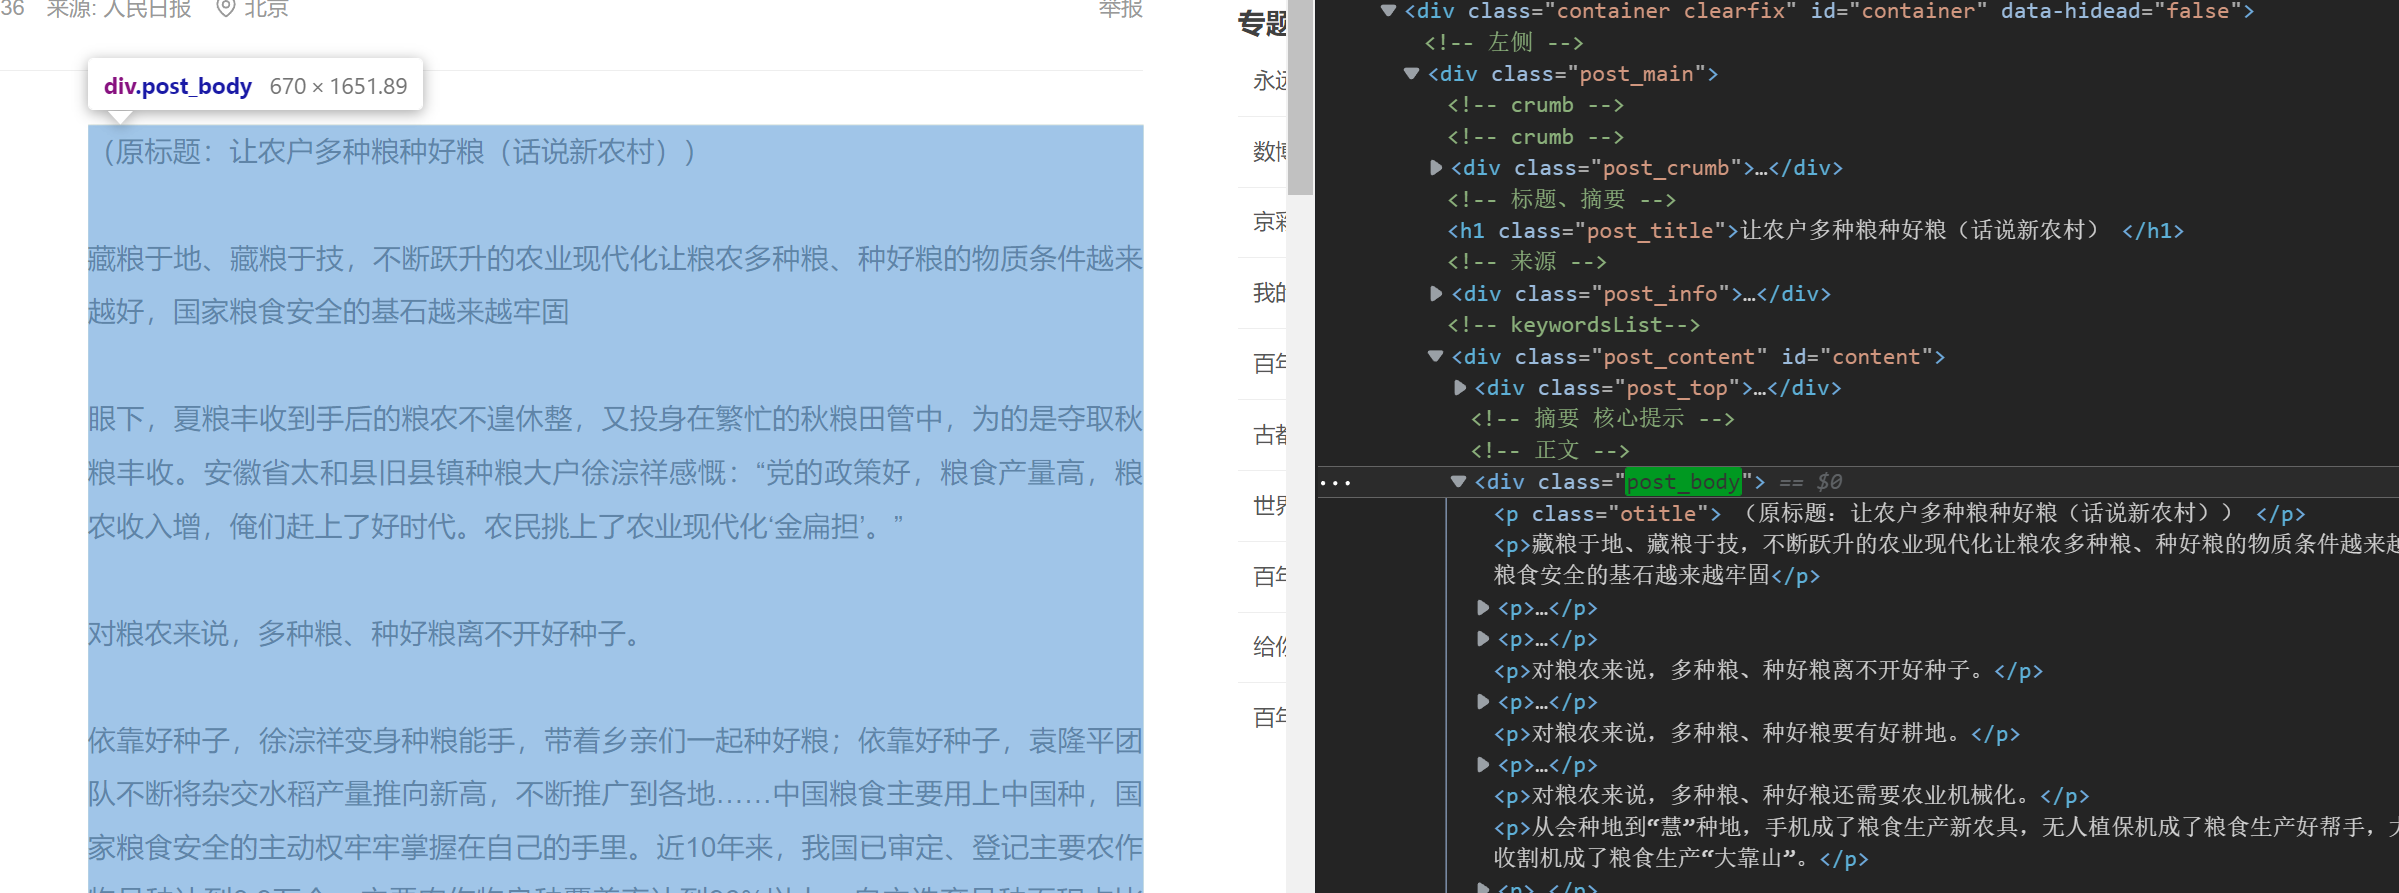 36 来源: 人民日报 北京 举报
div.post_body 670 × 1651.89
（原标题：让农户多种粮种好粮（话说新农村））
藏粮于地、藏粮于技，不断跃升的农业现代化让粮农多种粮、种好粮的物质条件越来
越好，国家粮食安全的基石越来越牢固
眼下，夏粮丰收到手后的粮农不遑休整，又投身在繁忙的秋粮田管中，为的是夺取秋
粮丰收。安徽省太和县旧县镇种粮大户徐淙祥感慨：“党的政策好，粮食产量高，粮
农收入增，俺们赶上了好时代。农民挑上了农业现代化‘金扁担’。”
对粮农来说，多种粮、种好粮离不开好种子。
依靠好种子，徐淙祥变身种粮能手，带着乡亲们一起种好粮；依靠好种子，袁隆平团
队不断将杂交水稻产量推向新高，不断推广到各地……中国粮食主要用上中国种，国
家粮食安全的主动权牢牢掌握在自己的手里。近10年来，我国已审定、登记主要农作
专题
永远
数博
京彩
我的
百年
古都
世界
百年
给你
百年
<div class="container clearfix" id="container" data-hidead="false">
<!-- 左侧 -->
<div class="post_main">
<!-- crumb -->
<!-- crumb -->
<div class="post_crumb">…</div>
<!-- 标题、摘要 -->
<h1 class="post_title">让农户多种粮种好粮（话说新农村） </h1>
<!-- 来源 -->
<div class="post_info">…</div>
<!-- keywordsList-->
<div class="post_content" id="content">
<div class="post_top">…</div>
<!-- 摘要 核心提示 -->
<!-- 正文 -->
<div class="post_body"> == $0
<p class="otitle"> （原标题：让农户多种粮种好粮（话说新农村）） </p>
<p>藏粮于地、藏粮于技，不断跃升的农业现代化让粮农多种粮、种好粮的物质条件越来越
粮食安全的基石越来越牢固</p>
<p>…</p>
<p>…</p>
<p>对粮农来说，多种粮、种好粮离不开好种子。</p>
<p>…</p>
<p>对粮农来说，多种粮、种好粮要有好耕地。</p>
<p>…</p>
<p>对粮农来说，多种粮、种好粮还需要农业机械化。</p>
<p>从会种地到“慧”种地，手机成了粮食生产新农具，无人植保机成了粮食生产好帮手，大
收割机成了粮食生产“大靠山”。</p>
<p>…</p>